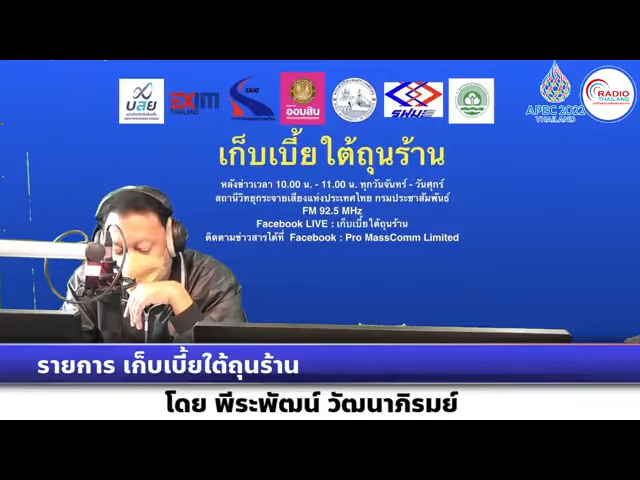 APEC 2022
THAILAND
RADIO
THAILAND
บสย
EXIM
THAILAND
EXAT
ออมสิน
รฟม
เก็บเบี้ยใต้ถุนร้าน
หลังข่าวเวลา 10.00 น. - 11.00 น. ทุกวันจันทร์ - วันศุกร์
สถานีวิทยุกระจายเสียงแห่งประเทศไทย กรมประชาสัมพันธ์
FM 92.5 MHz
Facebook LIVE : เก็บเบี้ยใต้ถุนร้าน
ติดตามข่าวสารได้ที่ Facebook : Pro MassComm Limited
รายการ เก็บเบี้ยใต้ถุนร้าน
โดย พีระพัฒน์ วัฒนาภิรมย์